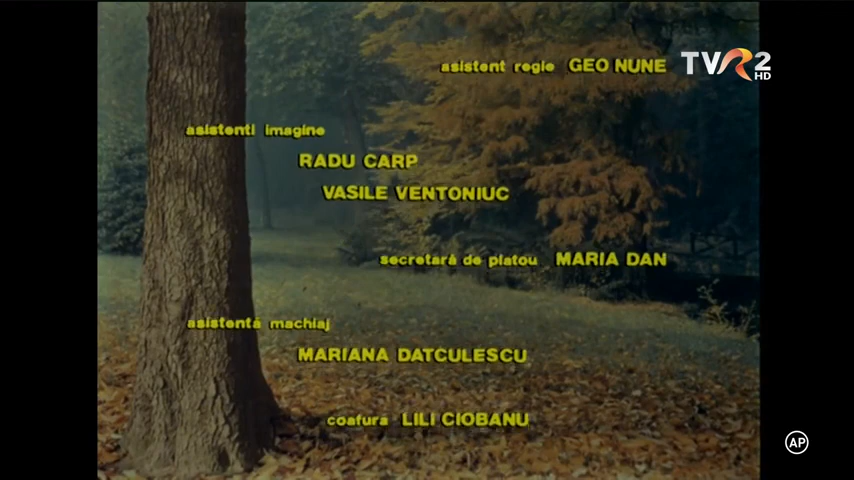 asistent regie GEO NUNE
TVR2 HD
asistenti imagine
RADU CARP
VASILE VENTONIUC
secretară de platou MARIA DAN
asistentă machiaj
MARIANA DATCULESCU
coafură LILI CIOBANU
AP